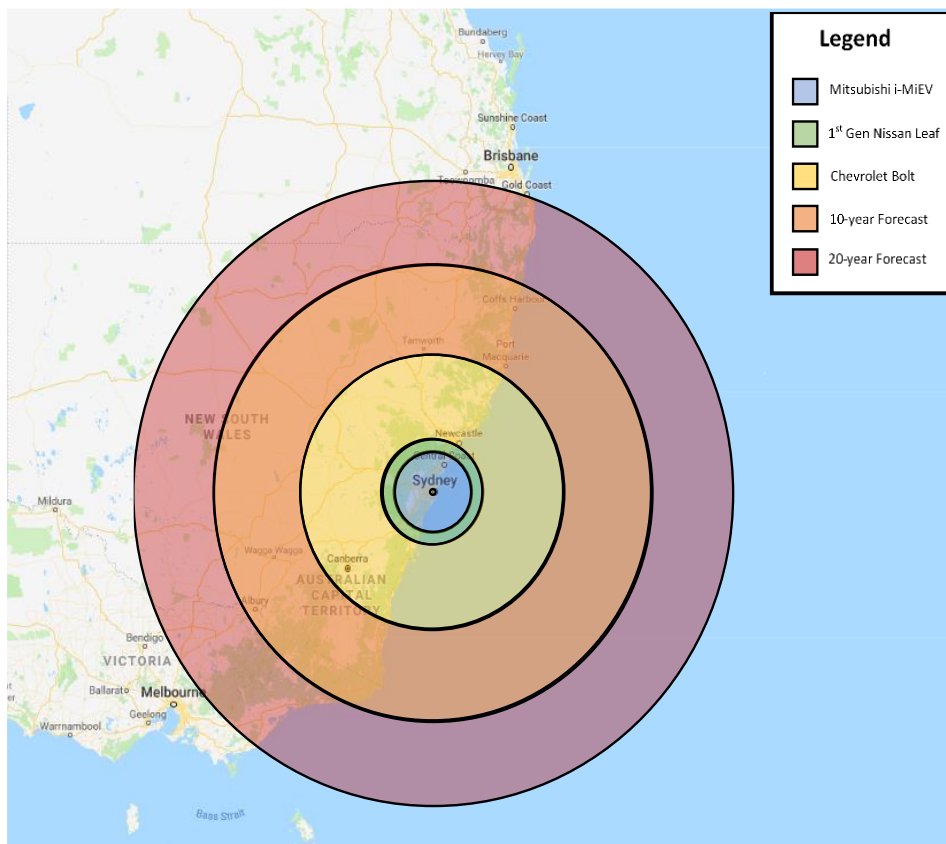 Bundaberg
Hervey Bay
Sunshine Coast
Brisbane
Toowoomba
Gold Coast
Coffs Harbour
Tamworth
Port
Macquarie
NEW SOUTH
WALES
Newcastle
Central Coast
Sydney
Mildura
Wagga Wagga
Canberra
AUSTRALIAN
CAPITAL
TERRITORY
Albury
Bendigo
VICTORIA
Ballarat
Melbourne
Geelong
Warrnambool
Bass Strait
Legend
Mitsubishi i-MiEV
1st Gen Nissan Leaf
Chevrolet Bolt
10-year Forecast
20-year Forecast